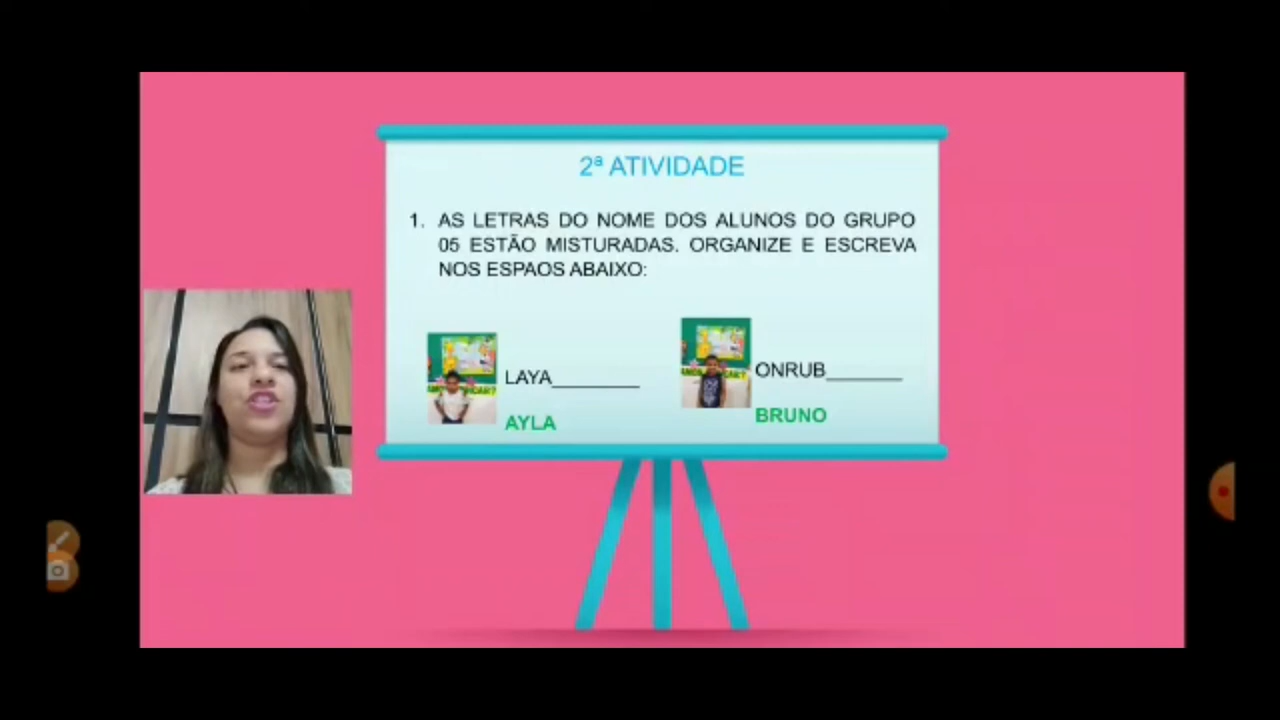 2ª ATIVIDADE
1. AS LETRAS DO NOME DOS ALUNOS DO GRUPO
05 ESTÃO MISTURADAS. ORGANIZE E ESCREVA
NOS ESPAOS ABAIXO:
LAYA________
AYLA
ONRUB_______
BRUNO